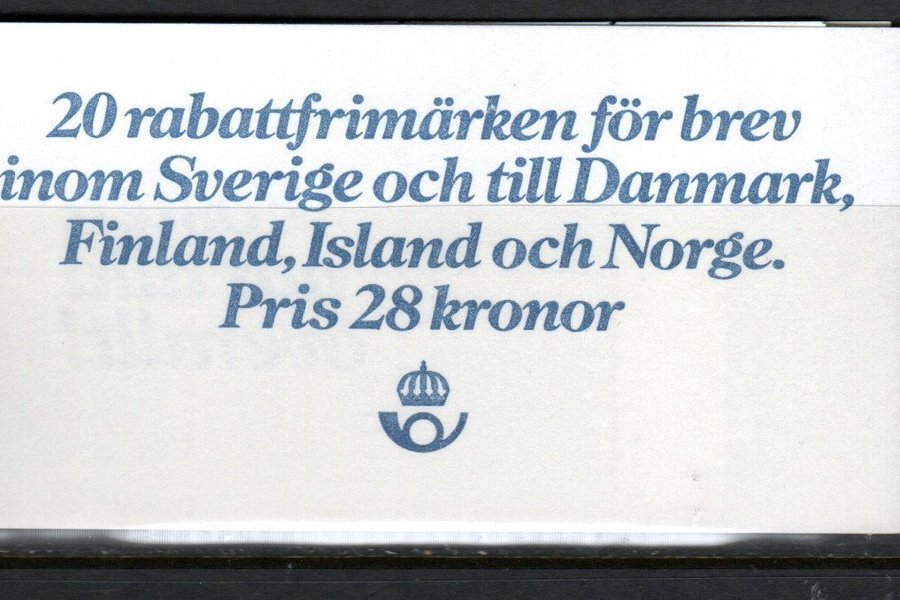 20 rabattfrimärken för brev
inom Sverige och till Danmark,
Finland, Island och Norge.
Pris 28 kronor